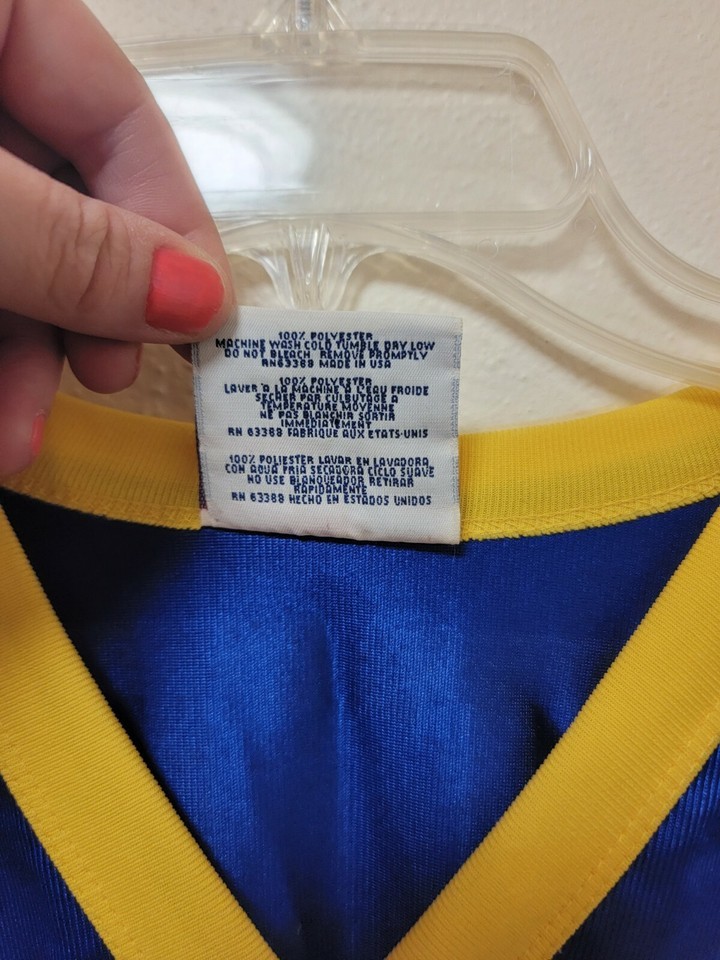 100% POLYESTER
MACHINE WASH COLD TUMBLE DRY LOW
DO NOT BLEACH REMOVE PROMPTLY
RN63368 MADE IN USA
100% POLYESTER
LAVER A LA MACHINE A L'EAU FROIDE
SECHER PAR CULBUTAGE A
TEMPERATURE MOYENNE
NE PAS BLANCHIR SORTIR
IMMEDIATEMENT
RN 63368 FABRIQUE AUX ETATS-UNIS
100% POLIESTER LAVAR EN LAVADORA
CON AGUA FRIA SECADORA CICLO SUAVE
NO USE BLANQUEADOR RETIRAR
RAPIDAMENTE
RN 63368 HECHO EN ESTADOS UNIDOS